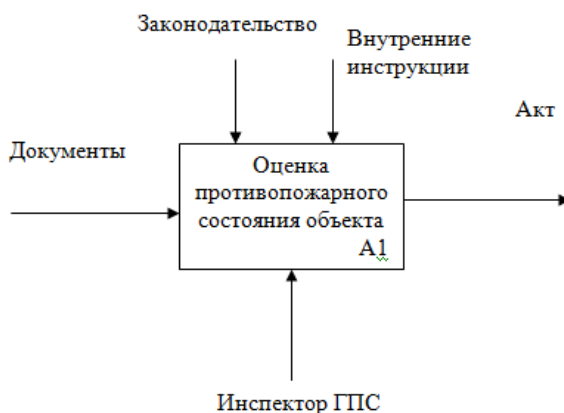 Законодательство
Внутренние
инструкции
Акт
Документы
Оценка
противопожарного
состояния объекта
А1
Инспектор ГПС